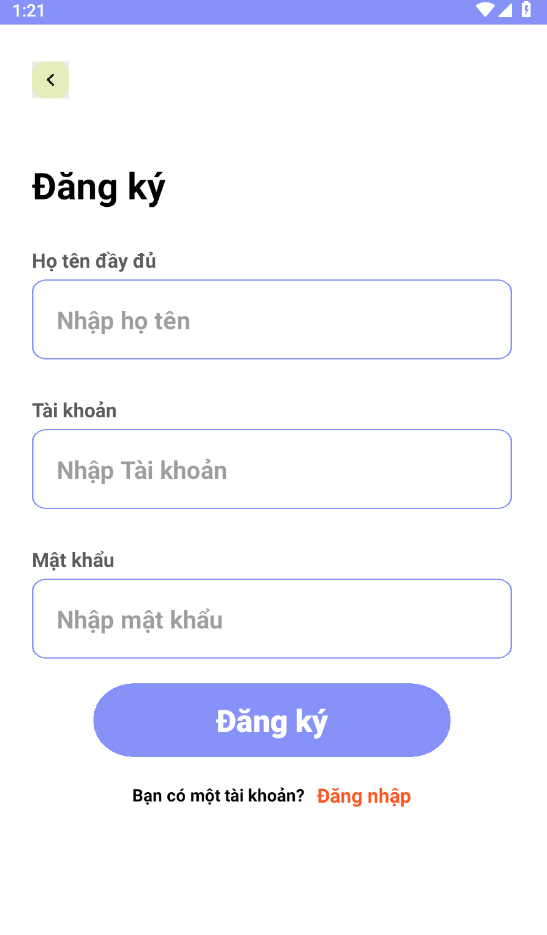 1:21
Đăng ký
Họ tên đầy đủ
Nhập họ tên
Tài khoản
Nhập Tài khoản
Mật khẩu
Nhập mật khẩu
Đăng ký
Bạn có một tài khoản? Đăng nhập